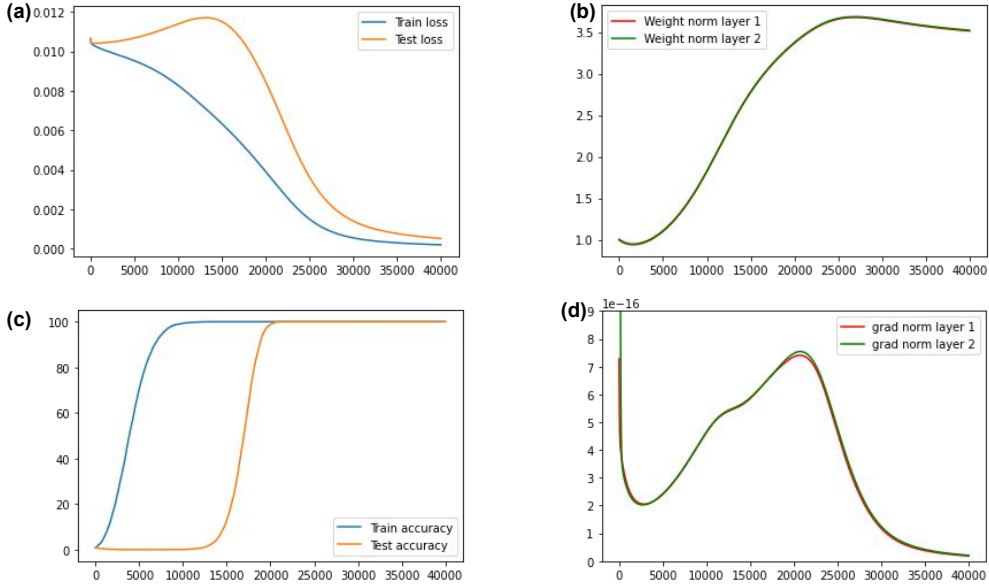 (a)
0.012
0.010
0.008
0.006
0.004
0.002
0.000
Train loss
Test loss
0 5000 10000 15000 20000 25000 30000 35000 40000
(b)
3.5
3.0
2.5
2.0
1.5
1.0
Weight norm layer 1
Weight norm layer 2
0 5000 10000 15000 20000 25000 30000 35000 40000
(c)
100
80
60
40
20
0
Train accuracy
Test accuracy
0 5000 10000 15000 20000 25000 30000 35000 40000
(d)
1e−16
9
8
7
6
5
4
3
2
1
0
grad norm layer 1
grad norm layer 2
0 5000 10000 15000 20000 25000 30000 35000 40000